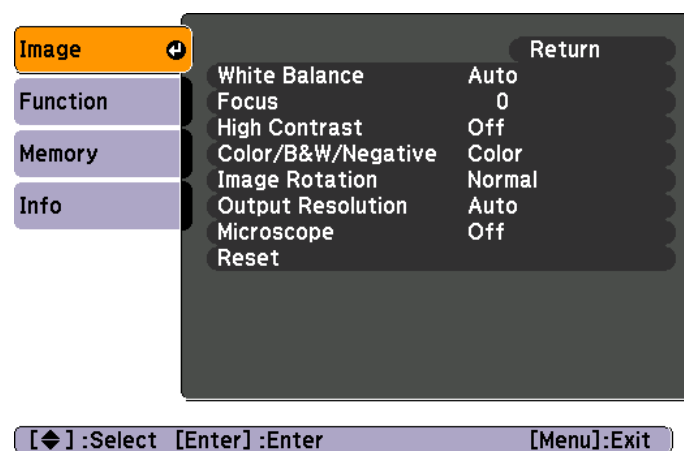 Image
Function
Memory
Info
Return
White Balance Auto
Focus 0
High Contrast Off
Color/B&W/Negative Color
Image Rotation Normal
Output Resolution Auto
Microscope Off
Reset
[◆] :Select [Enter] :Enter [Menu]:Exit